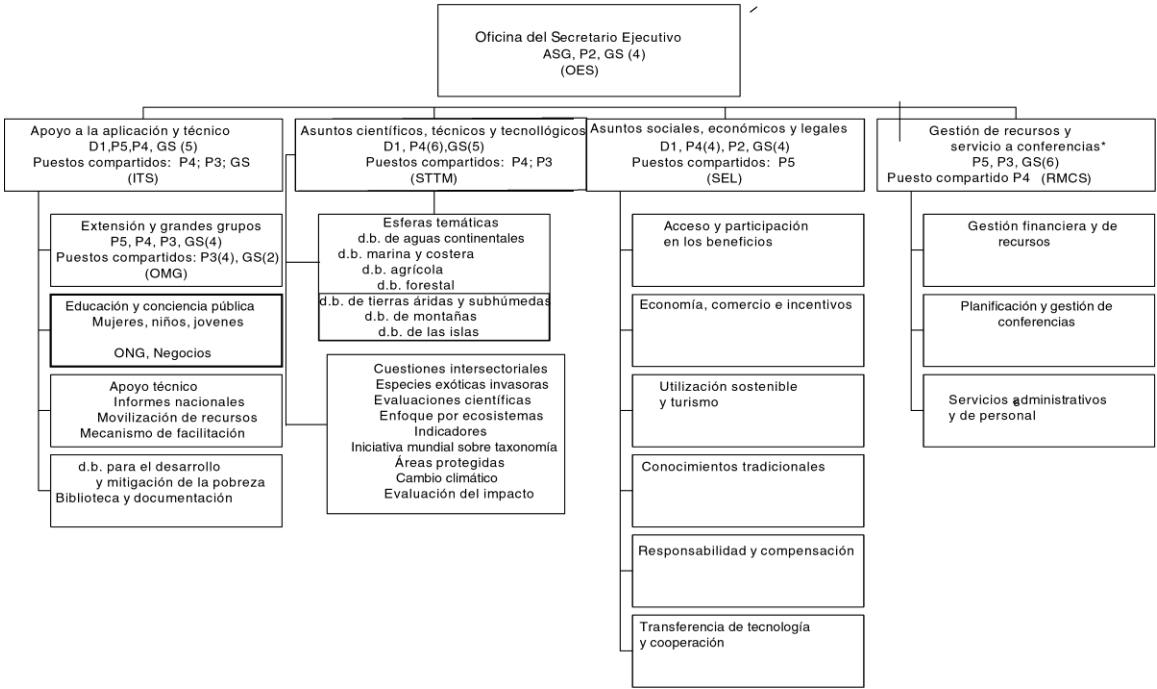 Oficina del Secretario Ejecutivo
ASG, P2, GS (4)
(OES)
Apoyo a la aplicación y técnico
D1,P5,P4, GS (5)
Puestos compartidos: P4; P3; GS
(ITS)
Extensión y grandes grupos
P5, P4, P3, GS(4)
Puestos compartidos: P3(4), GS(2)
(OMG)
Educación y conciencia pública
Mujeres, niños, jovenes
ONG, Negocios
Apoyo técnico
Informes nacionales
Movilización de recursos
Mecanismo de facilitación
d.b. para el desarrollo
y mitigación de la pobreza
Biblioteca y documentación
Asuntos científicos, técnicos y tecnollógicos
D1, P4(6),GS(5)
Puestos compartidos: P4; P3
(STTM)
Esferas temáticas
d.b. de aguas continentales
d.b. marina y costera
d.b. agrícola
d.b. forestal
d.b. de tierras áridas y subhúmedas
d.b. de montañas
d.b. de las islas
Cuestiones intersectoriales
Especies exóticas invasoras
Evaluaciones científicas
Enfoque por ecosistemas
Indicadores
Iniciativa mundial sobre taxonomía
Áreas protegidas
Cambio climático
Evaluación del impacto
Asuntos sociales, económicos y legales
D1, P4(4), P2, GS(4)
Puestos compartidos: P5
(SEL)
Acceso y participación
en los beneficios
Economía, comercio e incentivos
Utilización sostenible
y turismo
Conocimientos tradicionales
Responsabilidad y compensación
Transferencia de tecnología
y cooperación
Gestión de recursos y
servicio a conferencias*
P5, P3, GS(6)
Puesto compartido P4 (RMCS)
Gestión financiera y de
recursos
Planificación y gestión de
conferencias
Servicios administrativos
y de personal